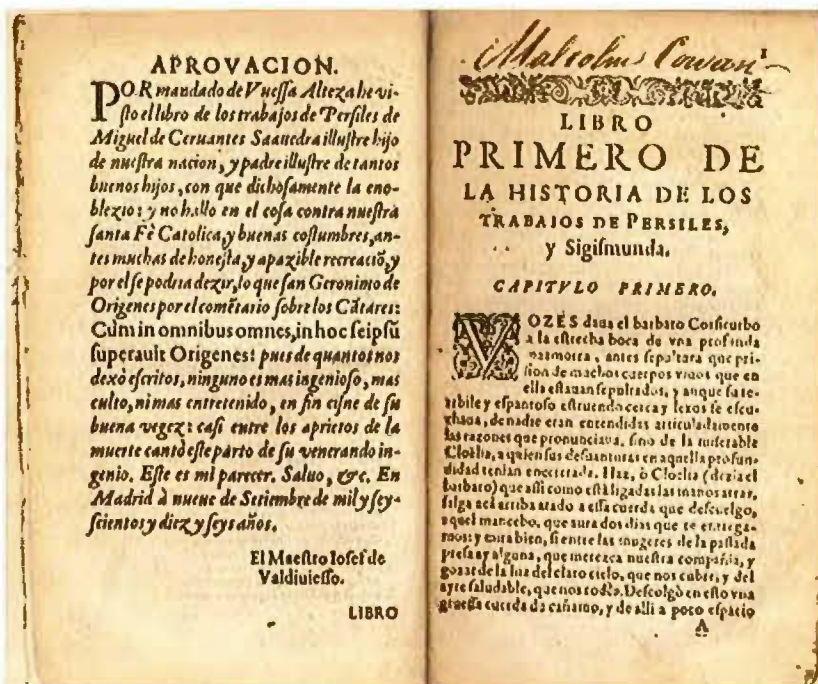 APROVACION.
POR mandado de Vuessa Alteza he vi-
sto el libro de los trabajos de Persiles de
Miguel de Ceruantes Saauedra illustre hijo
de nuestra nacion, y padre illustre de tantos
buenos hijos, con que dichosamente la eno-
blezio: y no hallo en el cosa contra nuestra
santa Fè Catolica, y buenas costumbres, an-
tes muchas de honesta, y apazible recreaciõ, y
por el se podria dezir, lo que san Geronimo de
Origenes por el comẽtario sobre los Cãtares:
Cùm in omnibus omnes, in hoc seipsũ
superauit Origenes: pues de quantos nos
dexò escritos, ninguno es mas ingenioso, mas
culto, ni mas entretenido, en fin cisne de su
buena vegez: casi entre los aprietos de la
muerte cantò este parto de su venerando in-
genio. Este es mi parecer. Saluo, &c. En
Madrid à nueue de Setiembre de mil y sey-
scientos y diez y seys años.
El Maestro Iosef de
Valdiuiesso.
LIBRO
Malcolm Cowan
1
LIBRO
PRIMERO DE
LA HISTORIA DE LOS
TRABAIOS DE PERSILES,
y Sigismunda.
CAPITVLO PRIMERO.
VOZES daua el barbaro Corsicurbo
a la estrecha boca de vna profunda
mazmorra, antes sepultura que pri-
sion de muchos cuerpos viuos que en
ella estauan sepultados, y aunque su te-
rrible y espantoso estruendo cerca y lexos se escu-
chaua, de nadie eran entendidas articuladamente
las razones que pronunciaua, sino de la miserable
Cloelia, a quien sus desuenturas en aquella profun-
didad tenian encerrada. Haz, ò Cloelia (dezia el
barbaro) que assi como està ligadas las manos atras,
salga acà arriba atado a essa cuerda que descuelgo,
aquel mancebo, que aura dos dias que te entrega-
mos: y mira bien, si entre las mugeres de la passada
presa ay alguna, que merezca nuestra compañia, y
gozar de la luz del claro cielo, que nos cubre, y del
ayre saludable, que nos rodea. Descolgò en esto vna
gruessa cuerda de cañamo, y de alli a poco espacio
A